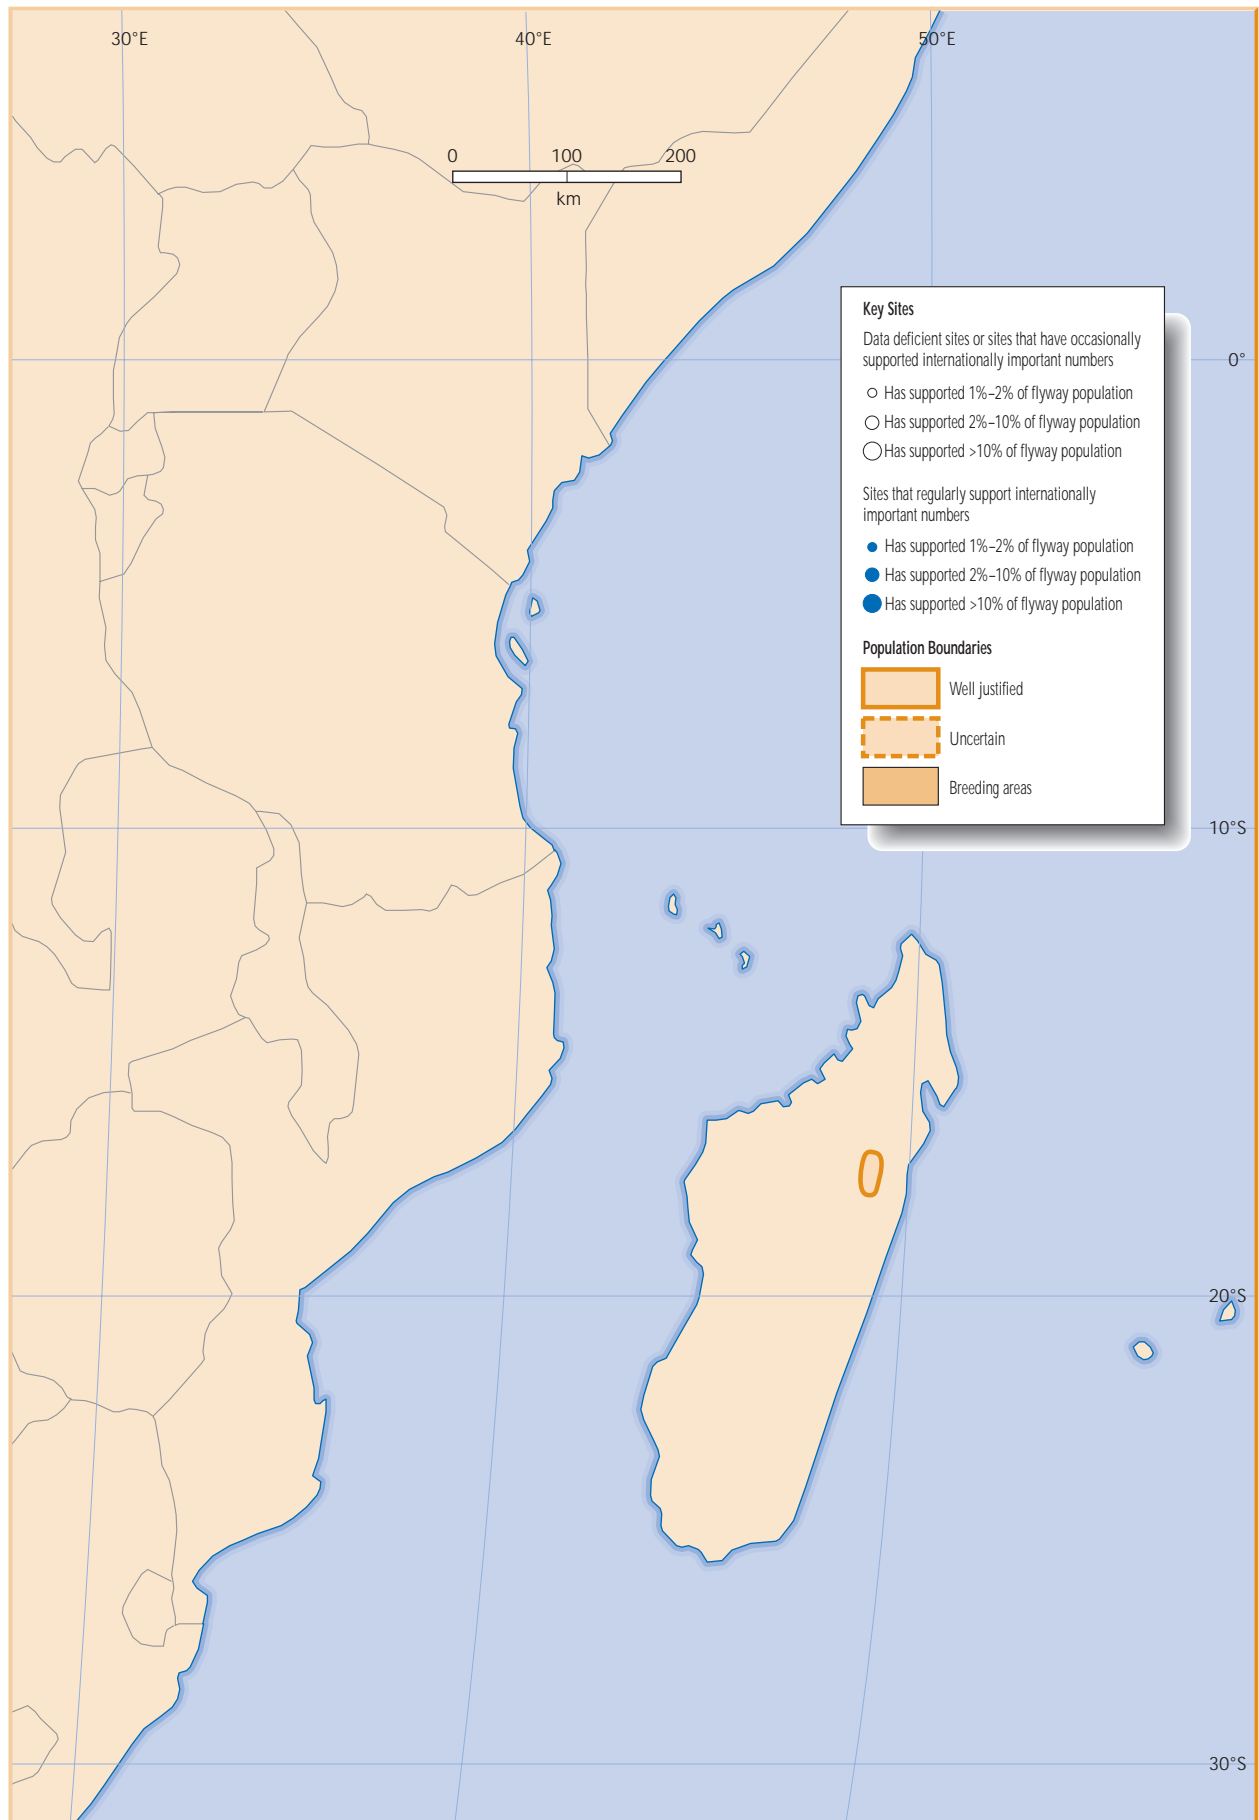 30°E
40°E
50°E
0
100
200
km
Key Sites
Data deficient sites or sites that have occasionally
supported internationally important numbers
Has supported 1%–2% of flyway population
Has supported 2%–10% of flyway population
Has supported >10% of flyway population
Sites that regularly support internationally
important numbers
Has supported 1%–2% of flyway population
Has supported 2%–10% of flyway population
Has supported >10% of flyway population
Population Boundaries
Well justified
Uncertain
Breeding areas
0°
10°S
20°S
30°S